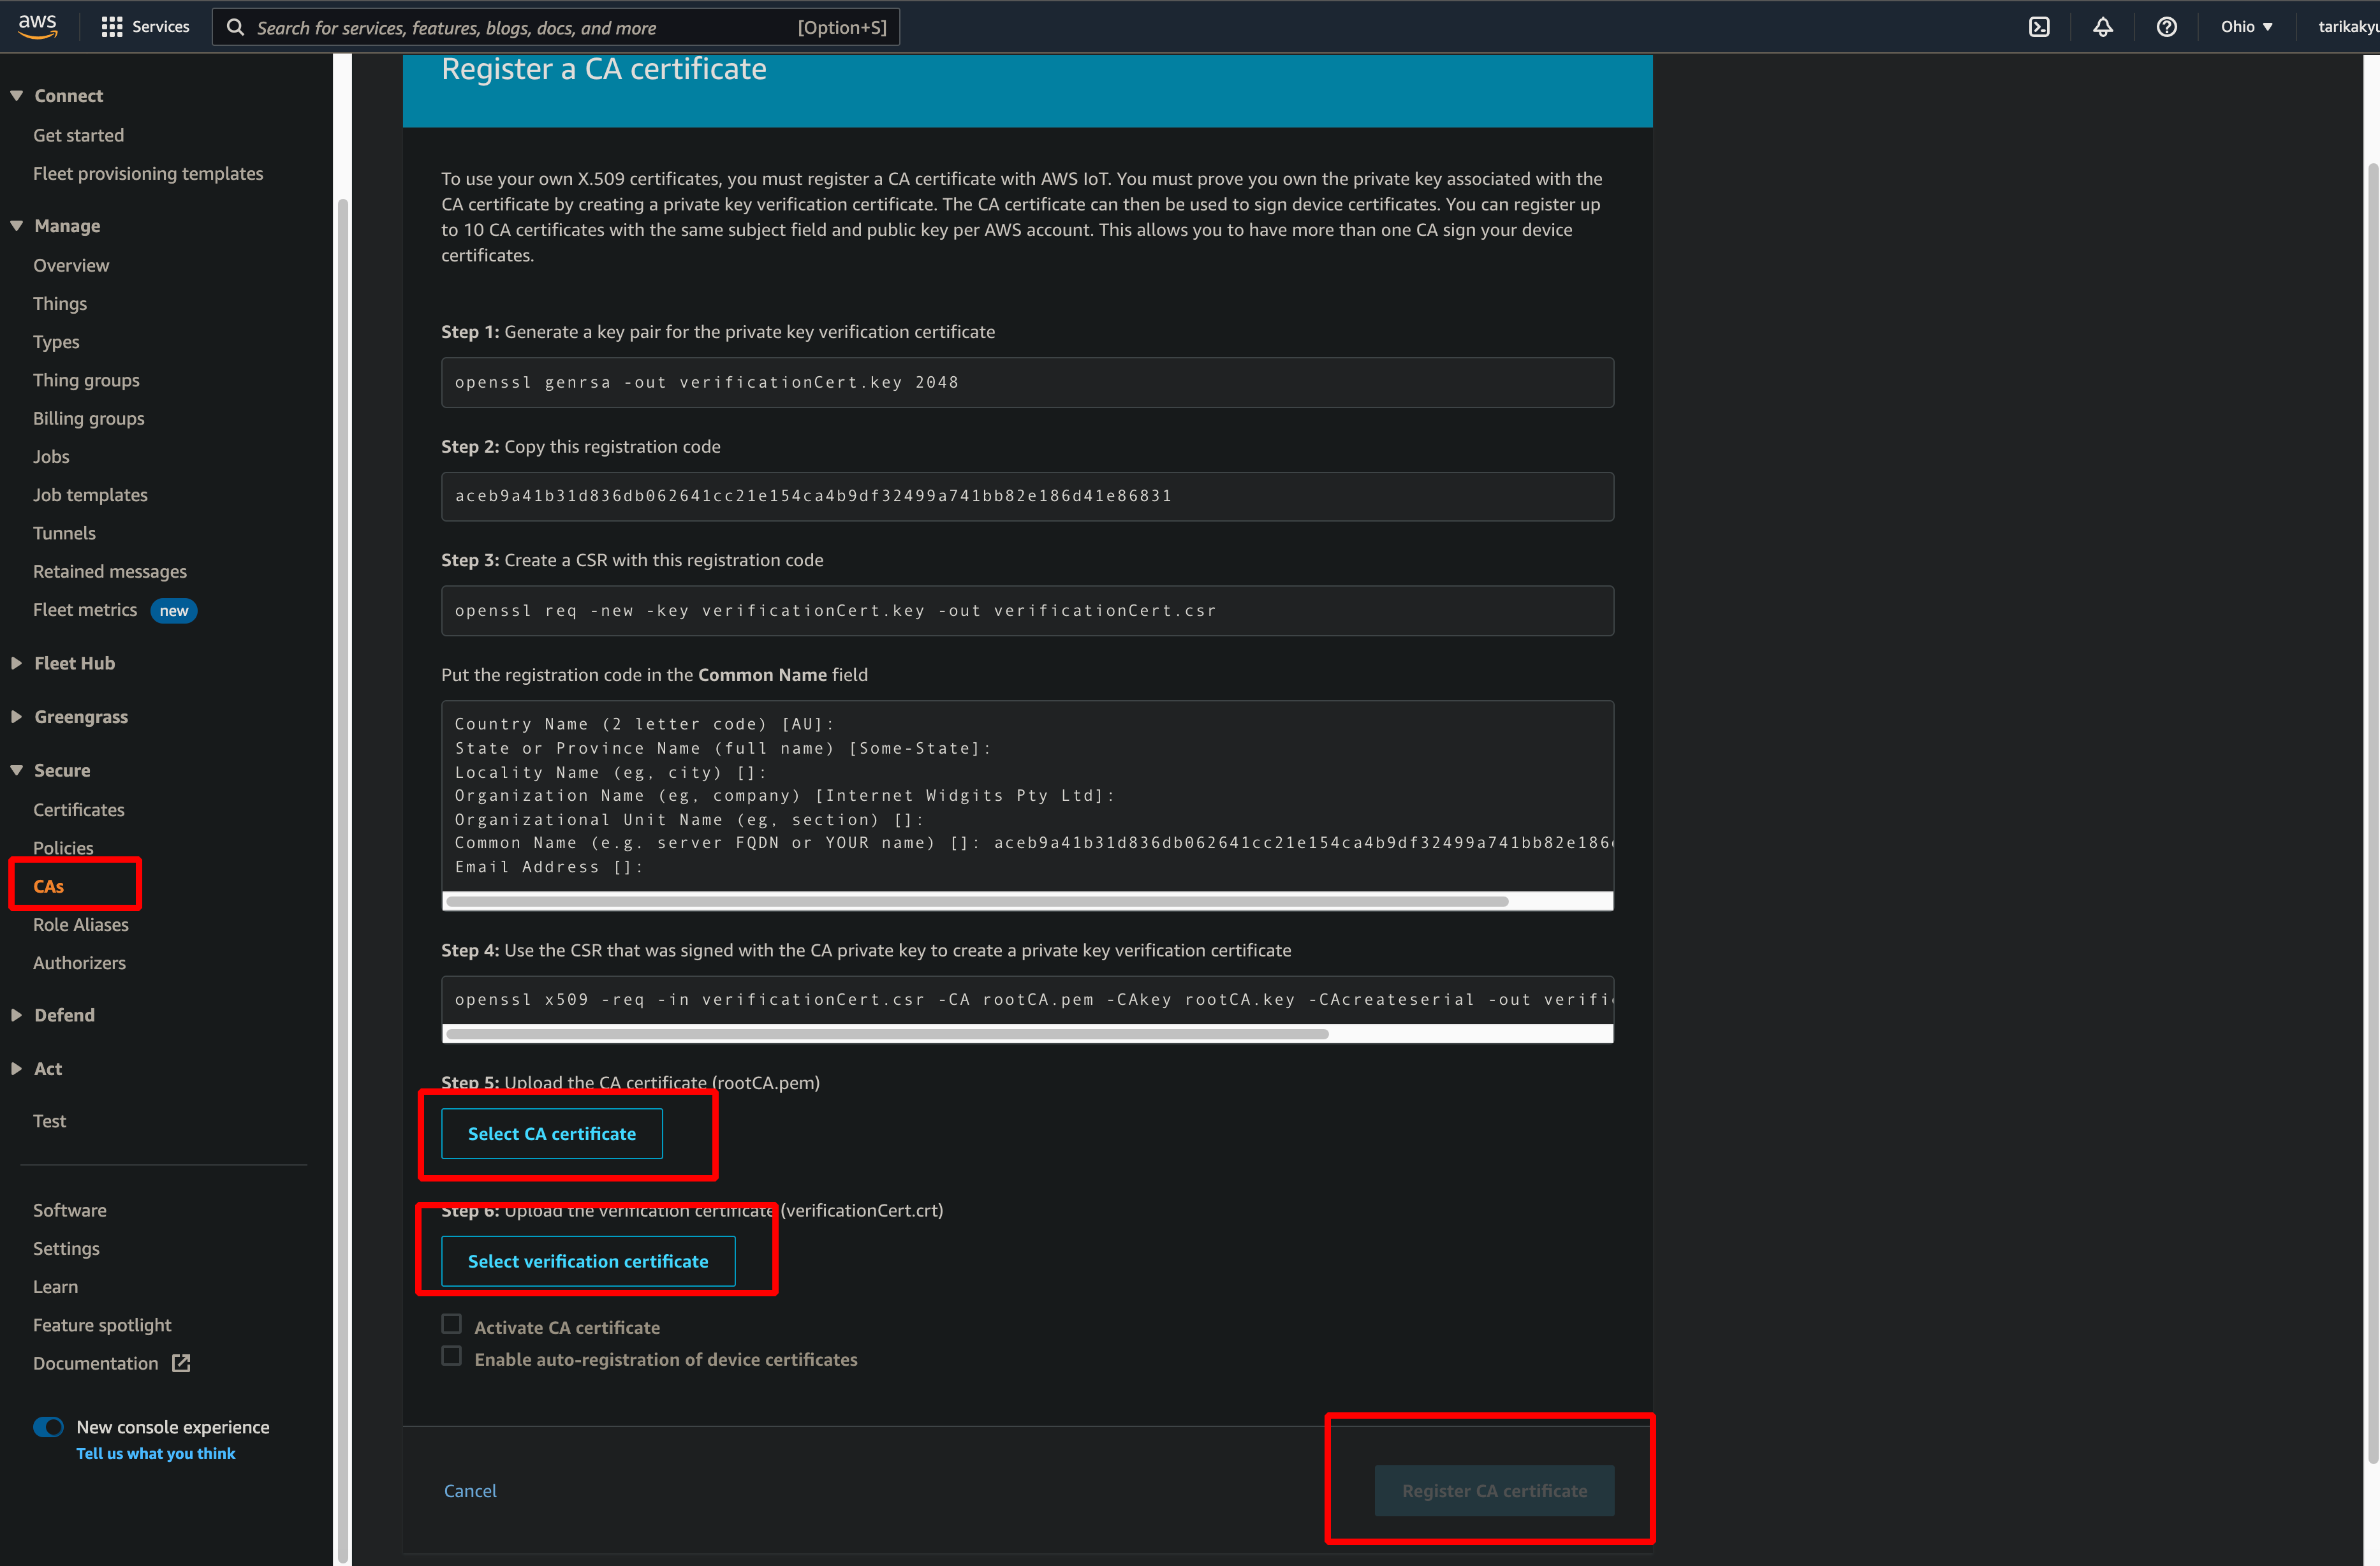 aws
Services
Search for services, features, blogs, docs, and more
[Option+S]
Ohio
Connect
Get started
Fleet provisioning templates
Manage
Overview
Things
Types
Thing groups
Billing groups
Jobs
Job templates
Tunnels
Retained messages
Fleet metrics new
Fleet Hub
Greengrass
Secure
Certificates
Policies
CAs
Role Aliases
Authorizers
Defend
Act
Test
Software
Settings
Learn
Feature spotlight
Documentation
New console experience
Tell us what you think
Register a CA certificate
To use your own X.509 certificates, you must register a CA certificate with AWS IoT. You must prove you own the private key associated with the
CA certificate by creating a private key verification certificate. The CA certificate can then be used to sign device certificates. You can register up
to 10 CA certificates with the same subject field and public key per AWS account. This allows you to have more than one CA sign your device
certificates.
Step 1: Generate a key pair for the private key verification certificate
openssl genrsa -out verificationCert.key 2048
Step 2: Copy this registration code
aceb9a41b31d836db062641cc21e154ca4b9df32499a741bb82e186d41e86831
Step 3: Create a CSR with this registration code
openssl req -new -key verificationCert.key -out verificationCert.csr
Put the registration code in the Common Name field
Country Name (2 letter code) [AU]:
State or Province Name (full name) [Some-State]:
Locality Name (eg, city) []:
Organization Name (eg, company) [Internet Widgits Pty Ltd]:
Organizational Unit Name (eg, section) []:
Common Name (e.g. server FQDN or YOUR name) []: aceb9a41b31d836db062641cc21e154ca4b9df32499a741bb82e186
Email Address []:
Step 4: Use the CSR that was signed with the CA private key to create a private key verification certificate
openssl x509 -req -in verificationCert.csr -CA rootCA.pem -CAkey rootCA.key -CAcreateserial -out verifi
Step 5: Upload the CA certificate (rootCA.pem)
Select CA certificate
Step 6: Upload the verification certificate (verificationCert.crt)
Select verification certificate
Activate CA certificate
Enable auto-registration of device certificates
Cancel
Register CA certificate